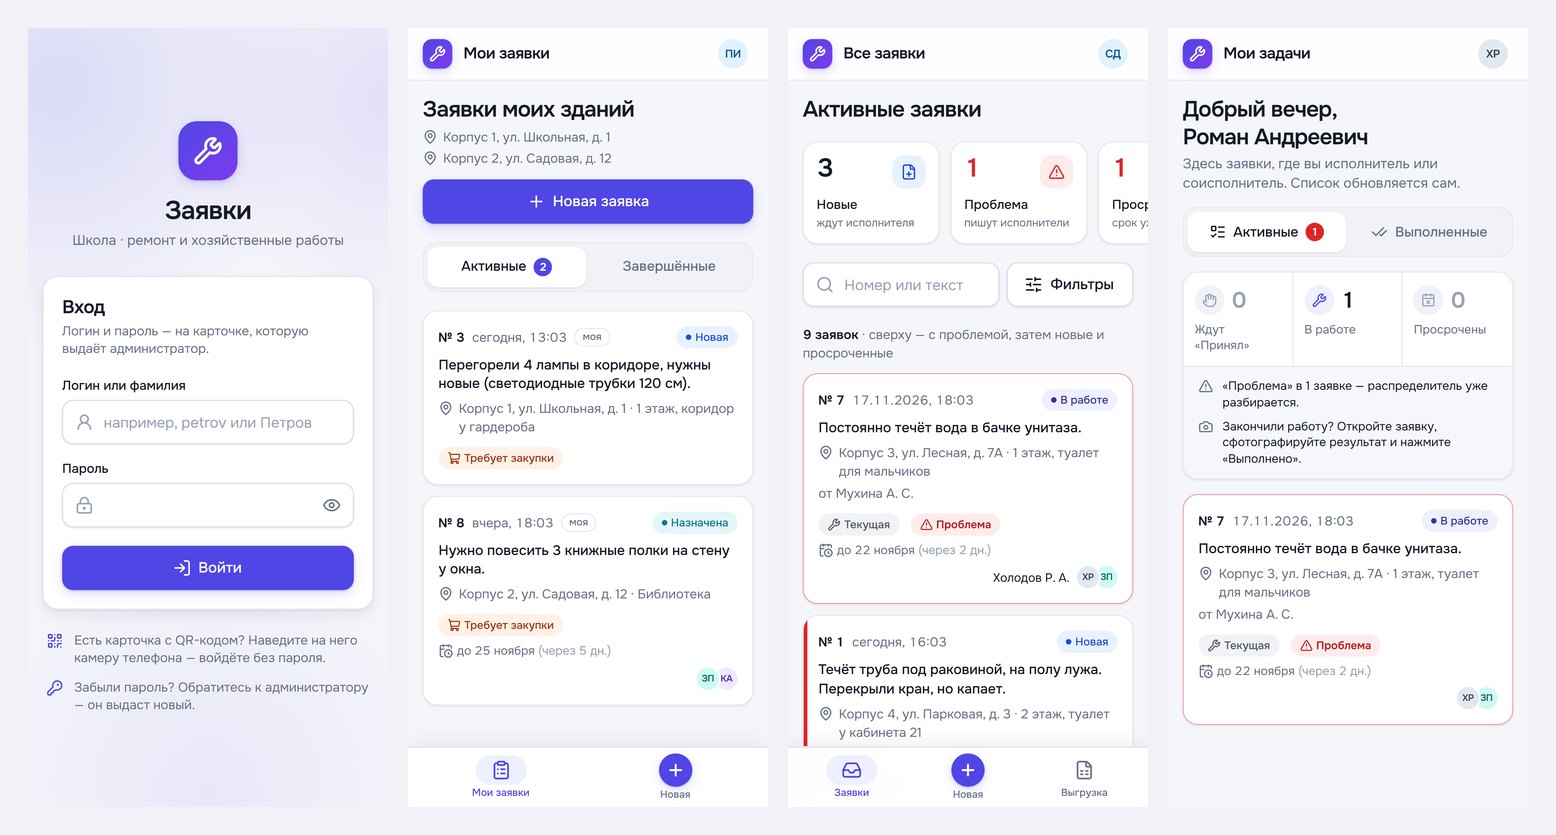 Заявки
Школа · ремонт и хозяйственные работы
Вход
Логин и пароль — на карточке, которую
выдаёт администратор.
Логин или фамилия
например, petrov или Петров
Пароль
Войти
Есть карточка с QR-кодом? Наведите на него
камеру телефона — войдёте без пароля.
Забыли пароль? Обратитесь к администратору
— он выдаст новый.
Мои заявки
ПИ
Заявки моих зданий
Корпус 1, ул. Школьная, д. 1
Корпус 2, ул. Садовая, д. 12
Новая заявка
Активные 2
Завершённые
№ 3 сегодня, 13:03 моя Новая
Перегорели 4 лампы в коридоре, нужны
новые (светодиодные трубки 120 см).
Корпус 1, ул. Школьная, д. 1 · 1 этаж, коридор
у гардероба
Требует закупки
№ 8 вчера, 18:03 моя Назначена
Нужно повесить 3 книжные полки на стену
у окна.
Корпус 2, ул. Садовая, д. 12 · Библиотека
Требует закупки
до 25 ноября (через 5 дн.)
ЗП КА
Мои заявки
Новая
Все заявки
СД
Активные заявки
3
Новые
ждут исполнителя
1
Проблема
пишут исполнители
1
Проср
срок у
Номер или текст
Фильтры
9 заявок · сверху — с проблемой, затем новые и
просроченные
№ 7 17.11.2026, 18:03 В работе
Постоянно течёт вода в бачке унитаза.
Корпус 3, ул. Лесная, д. 7А · 1 этаж, туалет
для мальчиков
от Мухина А. С.
Текущая Проблема
до 22 ноября (через 2 дн.)
Холодов Р. А. ХР ЗП
№ 1 сегодня, 16:03 Новая
Течёт труба под раковиной, на полу лужа.
Перекрыли кран, но капает.
Корпус 4, ул. Парковая, д. 3 · 2 этаж, туалет
у кабинета 21
Заявки
Новая
Выгрузка
Мои задачи
ХР
Добрый вечер,
Роман Андреевич
Здесь заявки, где вы исполнитель или
соисполнитель. Список обновляется сам.
Активные 1
Выполненные
0
Ждут
«Принял»
1
В работе
0
Просрочены
«Проблема» в 1 заявке — распределитель уже
разбирается.
Закончили работу? Откройте заявку,
сфотографируйте результат и нажмите
«Выполнено».
№ 7 17.11.2026, 18:03 В работе
Постоянно течёт вода в бачке унитаза.
Корпус 3, ул. Лесная, д. 7А · 1 этаж, туалет
для мальчиков
от Мухина А. С.
Текущая Проблема
до 22 ноября (через 2 дн.)
ХР ЗП